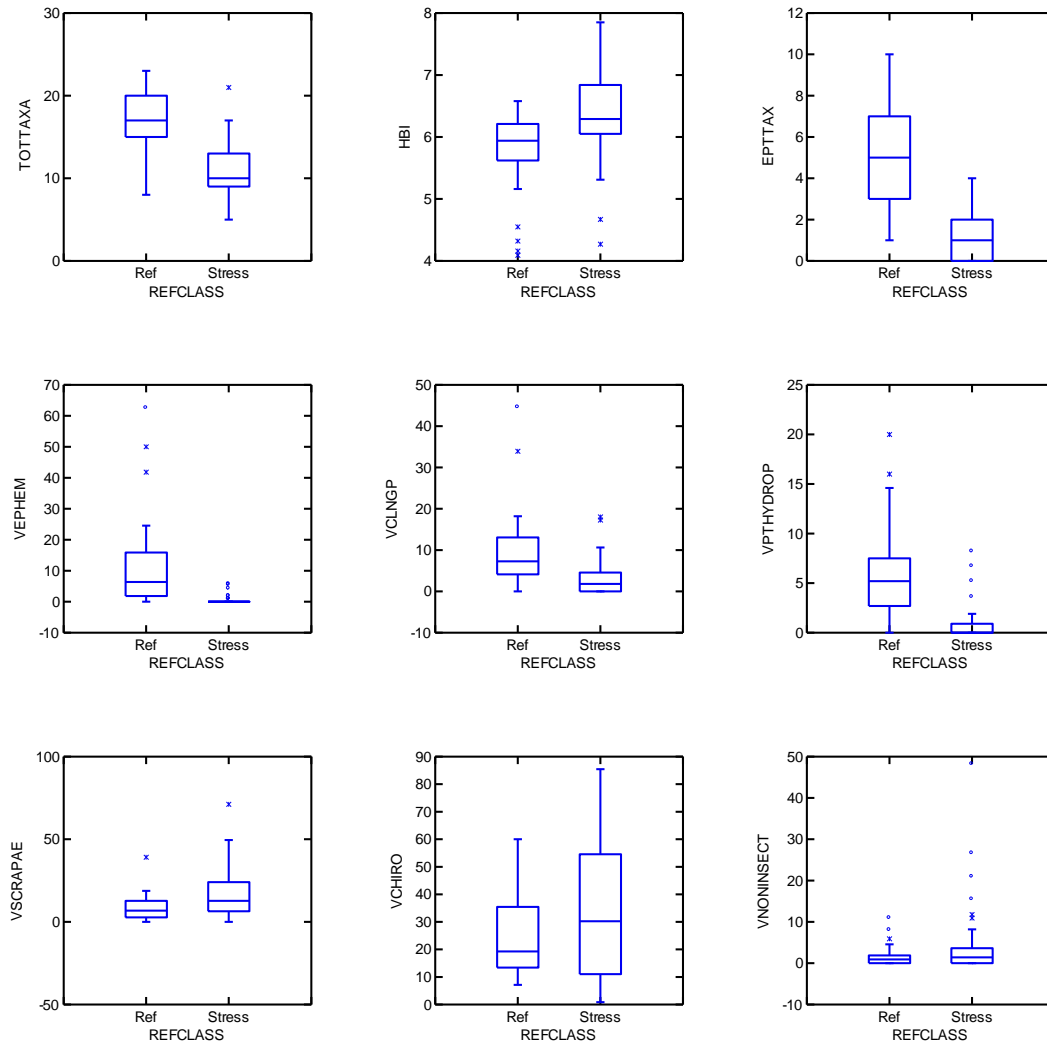 30
20
10
0
TOTTAXA
Ref Stress
REFCLASS
8
7
6
5
4
HBI
Ref Stress
REFCLASS
12
10
8
6
4
2
0
EPTTAX
Ref Stress
REFCLASS
70
60
50
40
30
20
10
0
-10
VEPHEM
Ref Stress
REFCLASS
50
40
30
20
10
0
-10
VCLNGP
Ref Stress
REFCLASS
25
20
15
10
5
0
VPTHYDROP
Ref Stress
REFCLASS
100
50
0
-50
VSCRAPAE
Ref Stress
REFCLASS
90
80
70
60
50
40
30
20
10
0
VCHIRO
Ref Stress
REFCLASS
50
40
30
20
10
0
-10
VNONINSECT
Ref Stress
REFCLASS